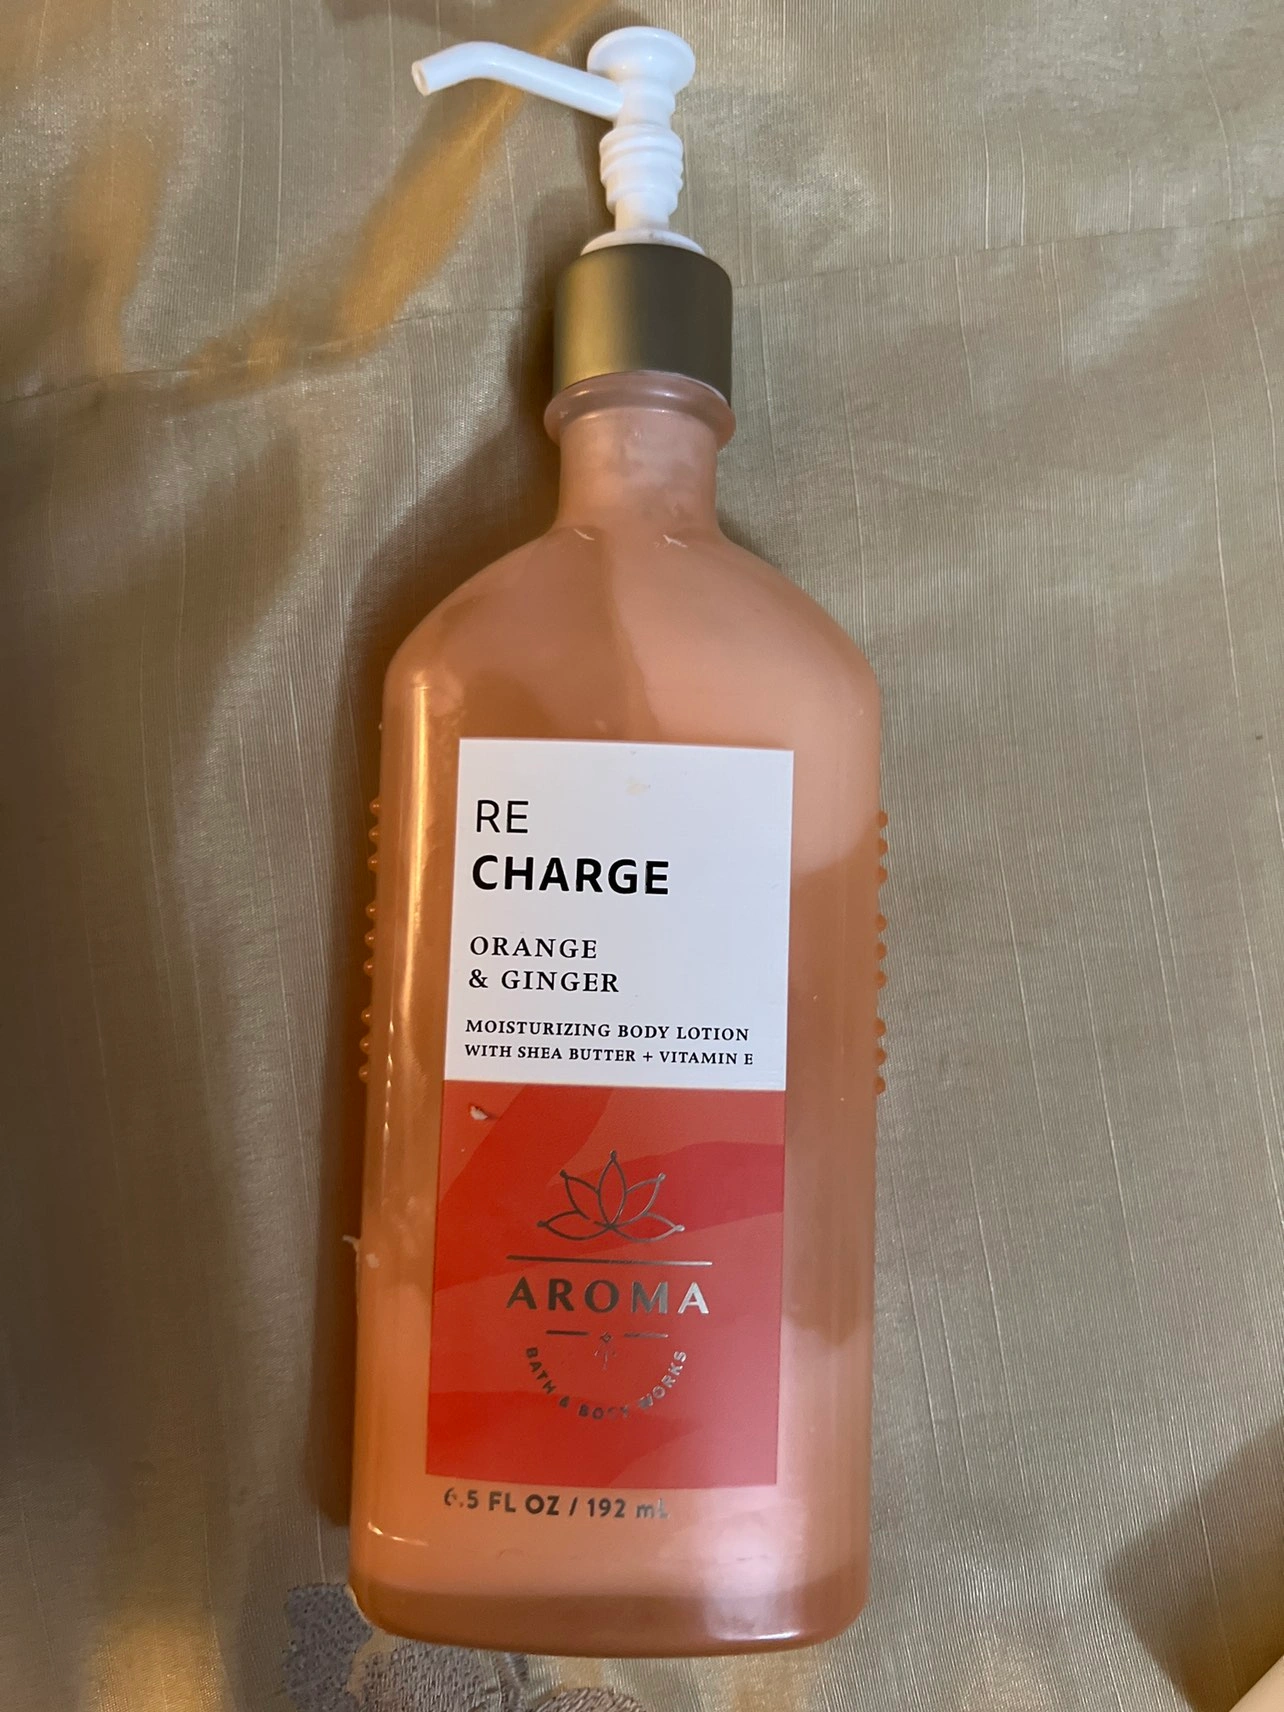 RE
CHARGE
ORANGE
& GINGER
MOISTURIZING BODY LOTION
WITH SHEA BUTTER + VITAMIN E
AROMA
BATH & BODY WORKS
6.5 FL OZ / 192 mL